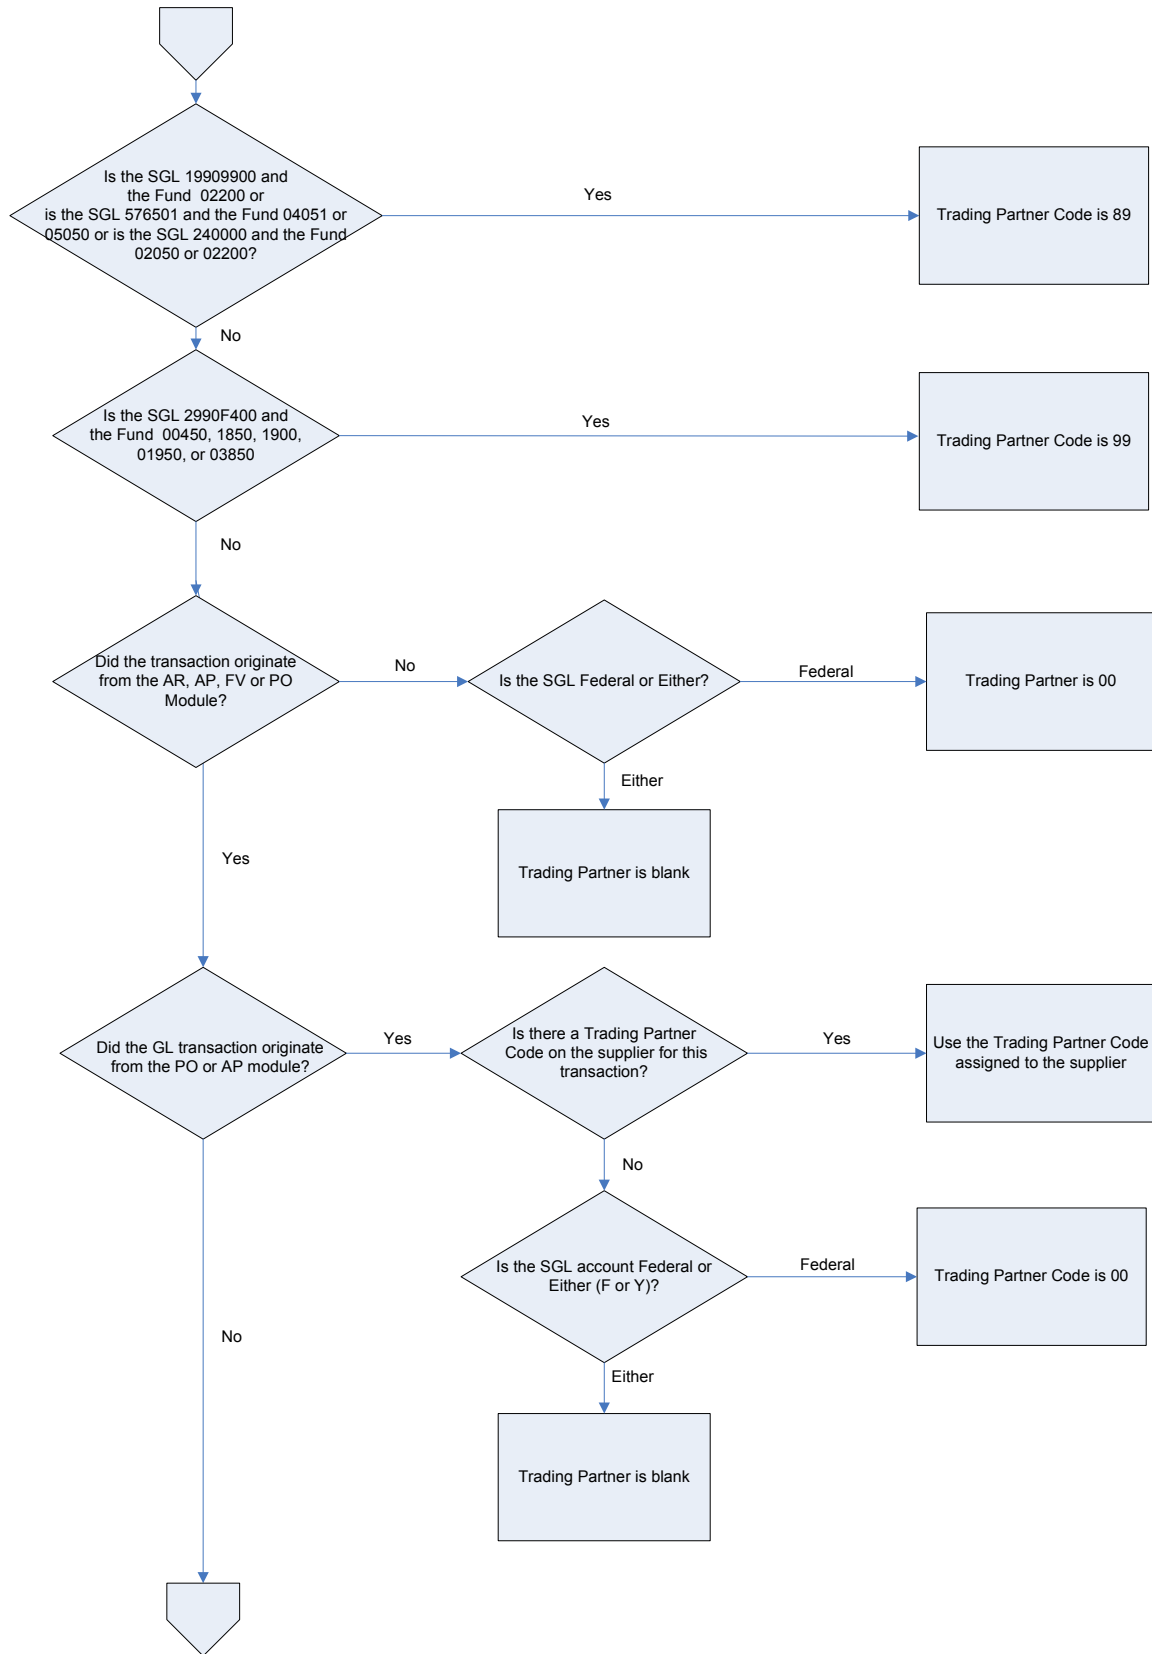 Is the SGL 19909900 and
the Fund  02200 or
is the SGL 576501 and the Fund 04051 or
05050 or is the SGL 240000 and the Fund
02050 or 02200?
Yes
Trading Partner Code is 89
No
Is the SGL 2990F400 and
the Fund  00450, 1850, 1900,
01950, or 03850
Yes
Trading Partner Code is 99
No
Did the transaction originate
from the AR, AP, FV or PO
Module?
No
Is the SGL Federal or Either?
Federal
Trading Partner is 00
Either
Trading Partner is blank
Yes
Did the GL transaction originate
from the PO or AP module?
Yes
Is there a Trading Partner
Code on the supplier for this
transaction?
Yes
Use the Trading Partner Code
assigned to the supplier
No
Is the SGL account Federal or
Either (F or Y)?
Federal
Trading Partner Code is 00
Either
Trading Partner is blank
No